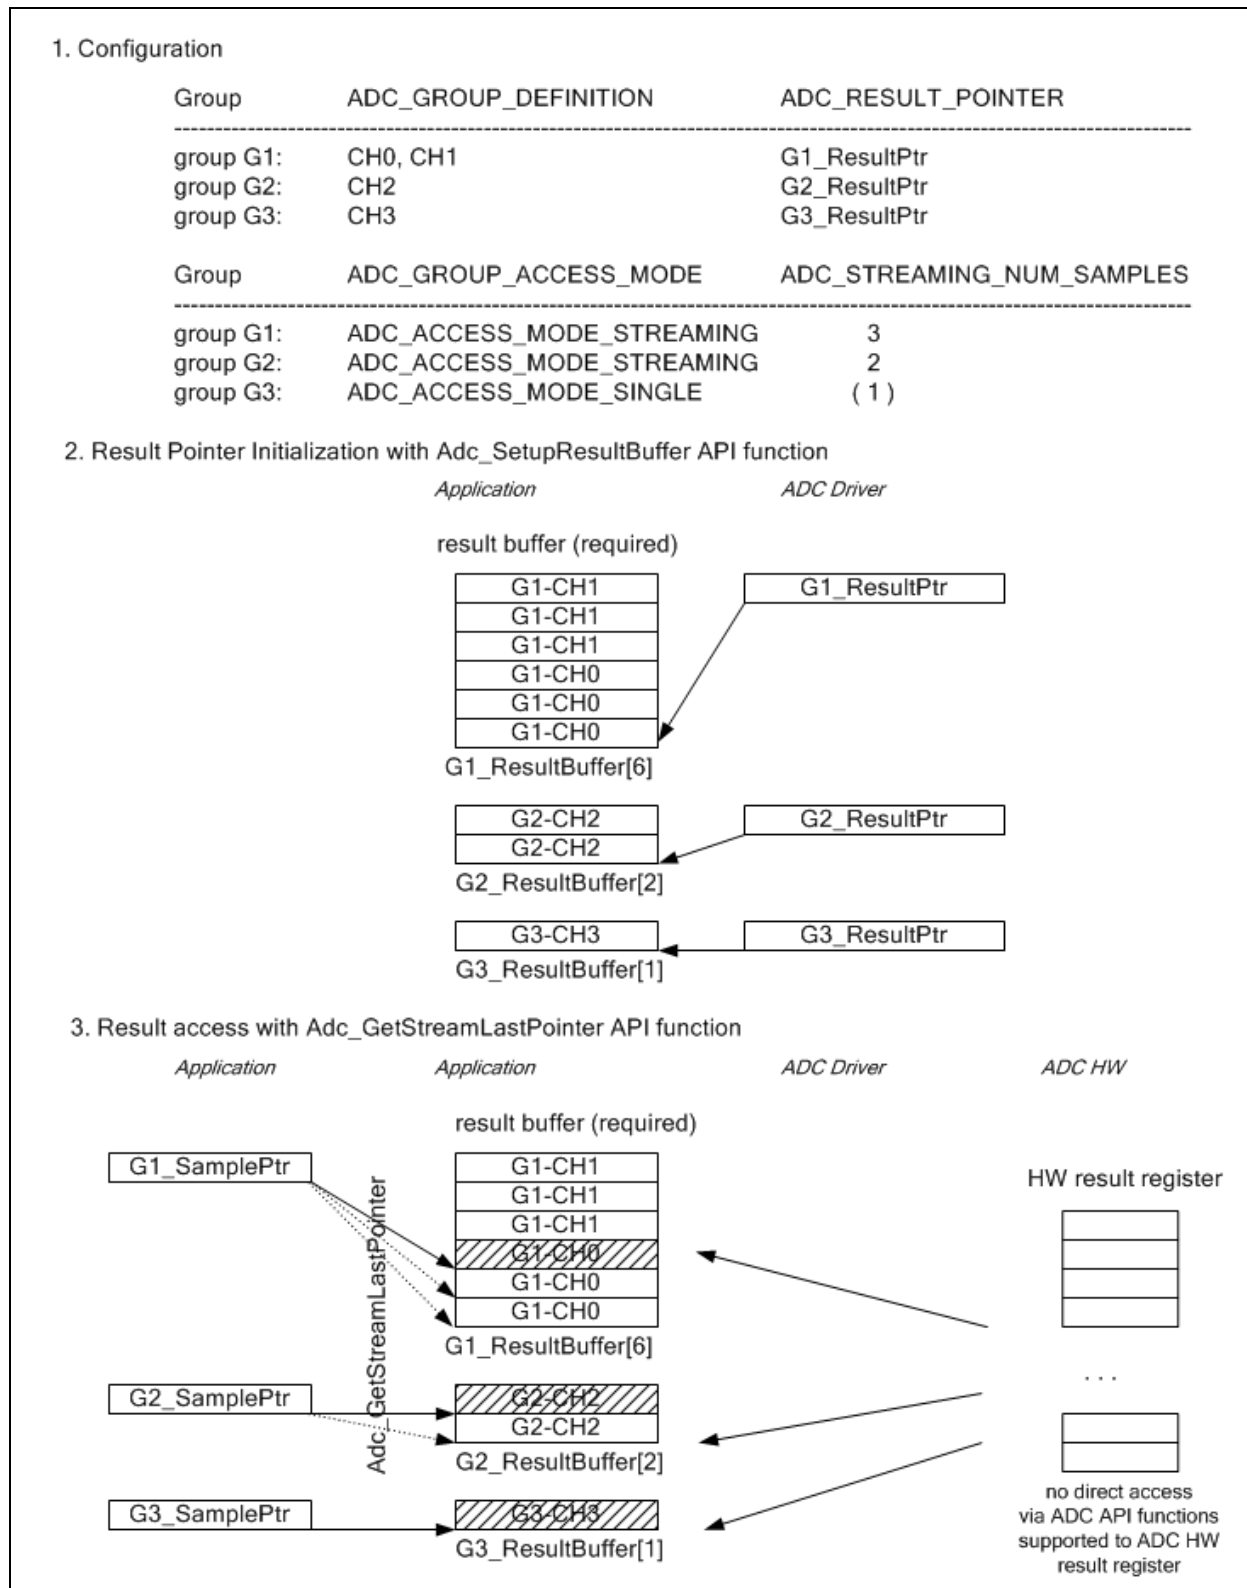 1. Configuration
Group ADC_GROUP_DEFINITION ADC_RESULT_POINTER
group G1: CH0, CH1 G1_ResultPtr
group G2: CH2 G2_ResultPtr
group G3: CH3 G3_ResultPtr
Group ADC_GROUP_ACCESS_MODE ADC_STREAMING_NUM_SAMPLES
group G1: ADC_ACCESS_MODE_STREAMING 3
group G2: ADC_ACCESS_MODE_STREAMING 2
group G3: ADC_ACCESS_MODE_SINGLE ( 1 )
2. Result Pointer Initialization with Adc_SetupResultBuffer API function
Application ADC Driver
result buffer (required)
G1-CH1 G1_ResultPtr
G1-CH1
G1-CH1
G1-CH0
G1-CH0
G1-CH0
G1_ResultBuffer[6]
G2-CH2 G2_ResultPtr
G2-CH2
G2_ResultBuffer[2]
G3-CH3 G3_ResultPtr
G3_ResultBuffer[1]
3. Result access with Adc_GetStreamLastPointer API function
Application Application ADC Driver ADC HW
result buffer (required)
G1_SamplePtr G1-CH1
HW result register
G1-CH1
G1-CH1
G1-CH0
G1-CH0
G1-CH0
G1_ResultBuffer[6]
Adc_GetStreamLastPointer
. . .
G2_SamplePtr G2-CH2
G2-CH2
G2_ResultBuffer[2]
G3_SamplePtr G3-CH3
G3_ResultBuffer[1]
no direct access
via ADC API functions
supported to ADC HW
result register